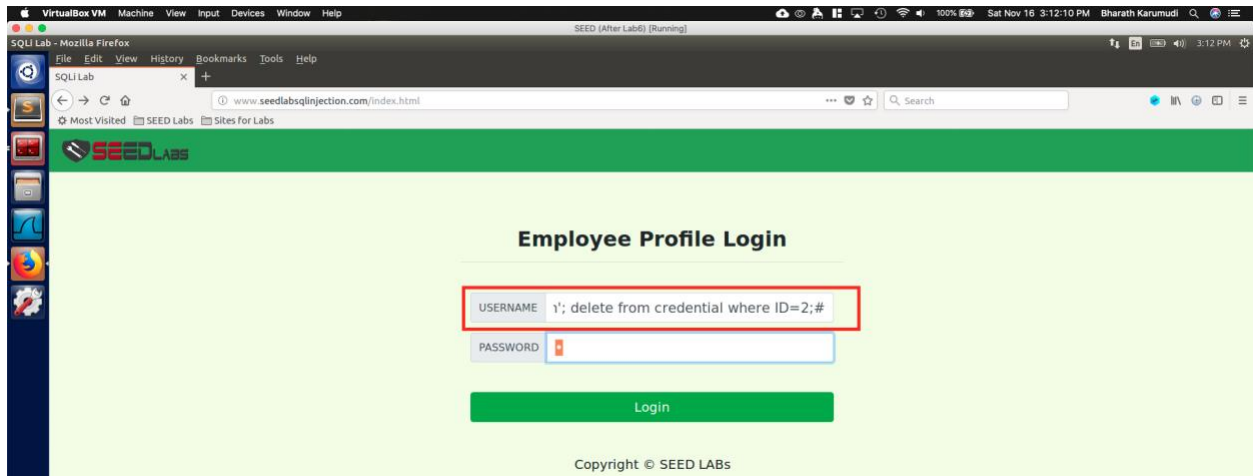 VirtualBox VM Machine View Input Devices Window Help 100% Sat Nov 16 3:12:10 PM Bharath Karumudi
SEED (After Lab6) [Running]
SQLi Lab - Mozilla Firefox En 3:12 PM
File Edit View History Bookmarks Tools Help
SQLi Lab × +
www.seedlabsqlinjection.com/index.html ••• Search
Most Visited SEED Labs Sites for Labs
SEEDLABS
Employee Profile Login
USERNAME '; delete from credential where ID=2;#
PASSWORD •
Login
Copyright © SEED LABs